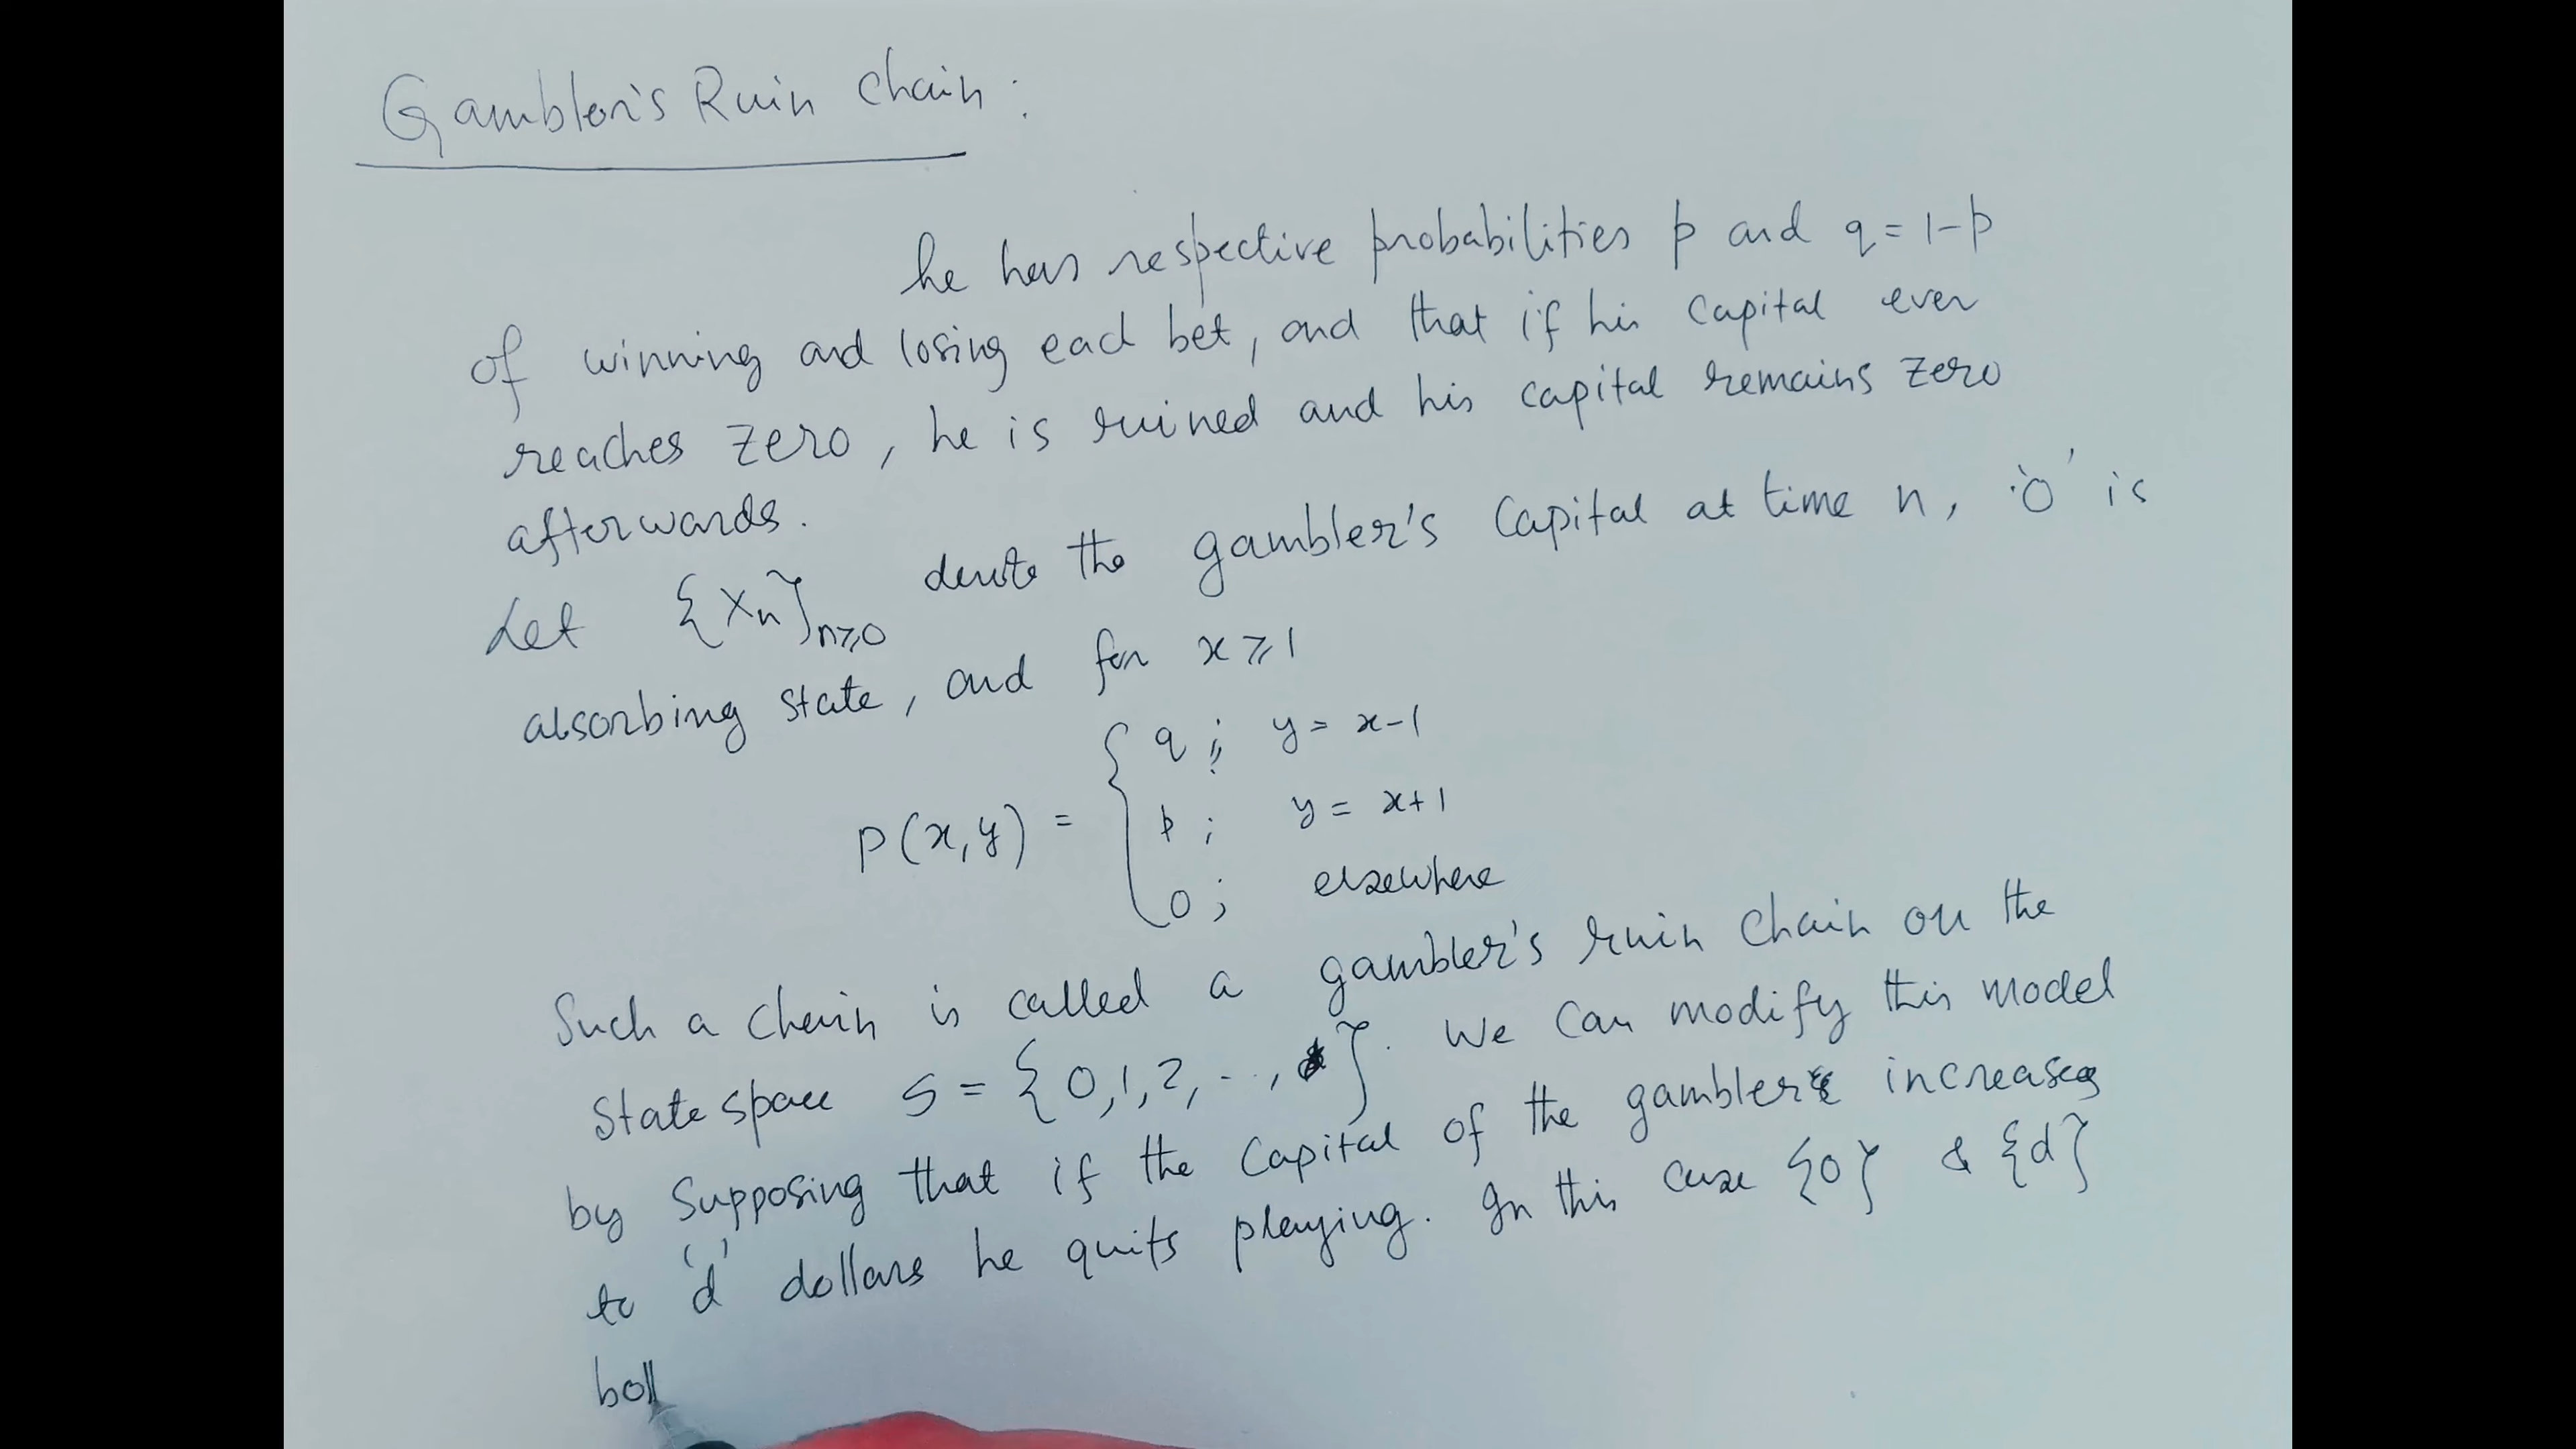 Gambler's Ruin Chain:
he has respective probabilities p and q = 1-p
of winning and losing each bet, and that if his capital ever
reaches zero, he is ruined and his capital remains zero
afterwards.
Let {Xn}n≥0 denote the gambler's capital at time n, '0' is
absorbing state, and for x ≥ 1
P(x,y) = { q ; y = x-1
p ; y = x+1
0 ; elsewhere
Such a chain is called a gambler's ruin chain on the
state space S = {0,1,2,...,}. We can modify this model
by supposing that if the capital of the gambler increases
to 'd' dollars he quits playing. In this case {0} & {d}